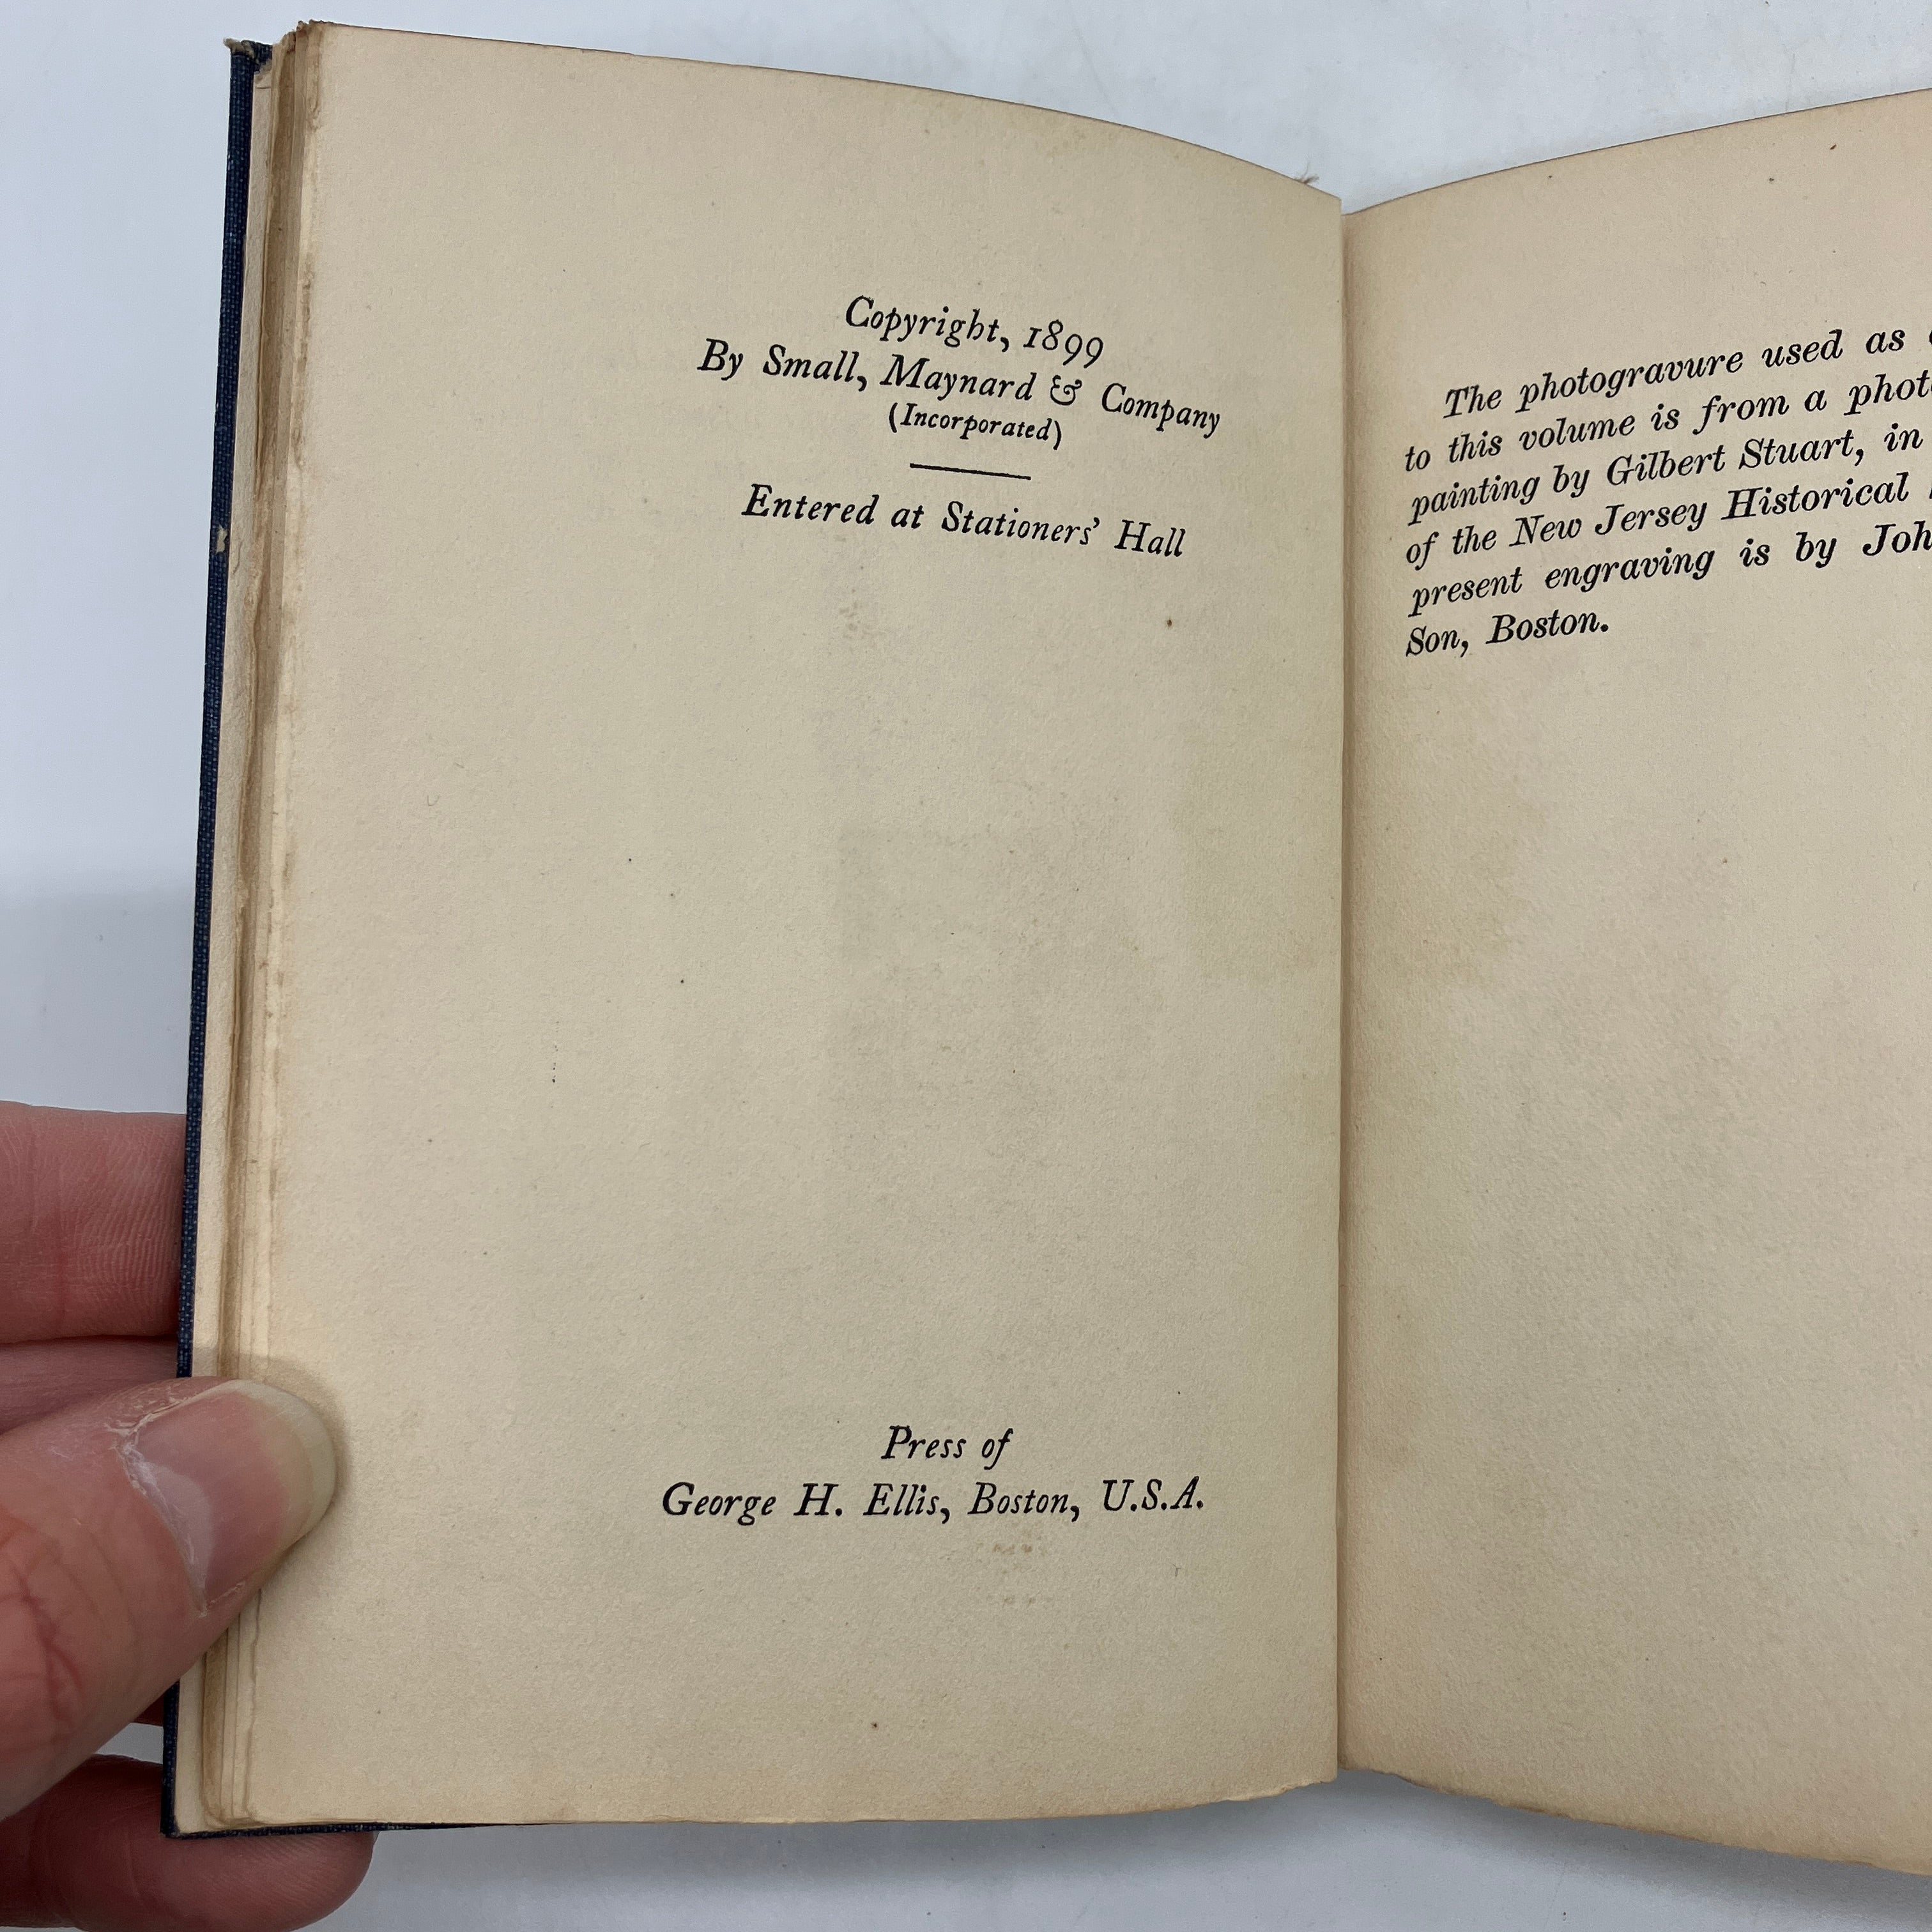 Copyright, 1899
By Small, Maynard & Company
(Incorporated)
Entered at Stationers' Hall
Press of
George H. Ellis, Boston, U.S.A.
The photogravure used as
to this volume is from a
painting by Gilbert Stuart, in
of the New Jersey Historical
present engraving is by
Son, Boston.